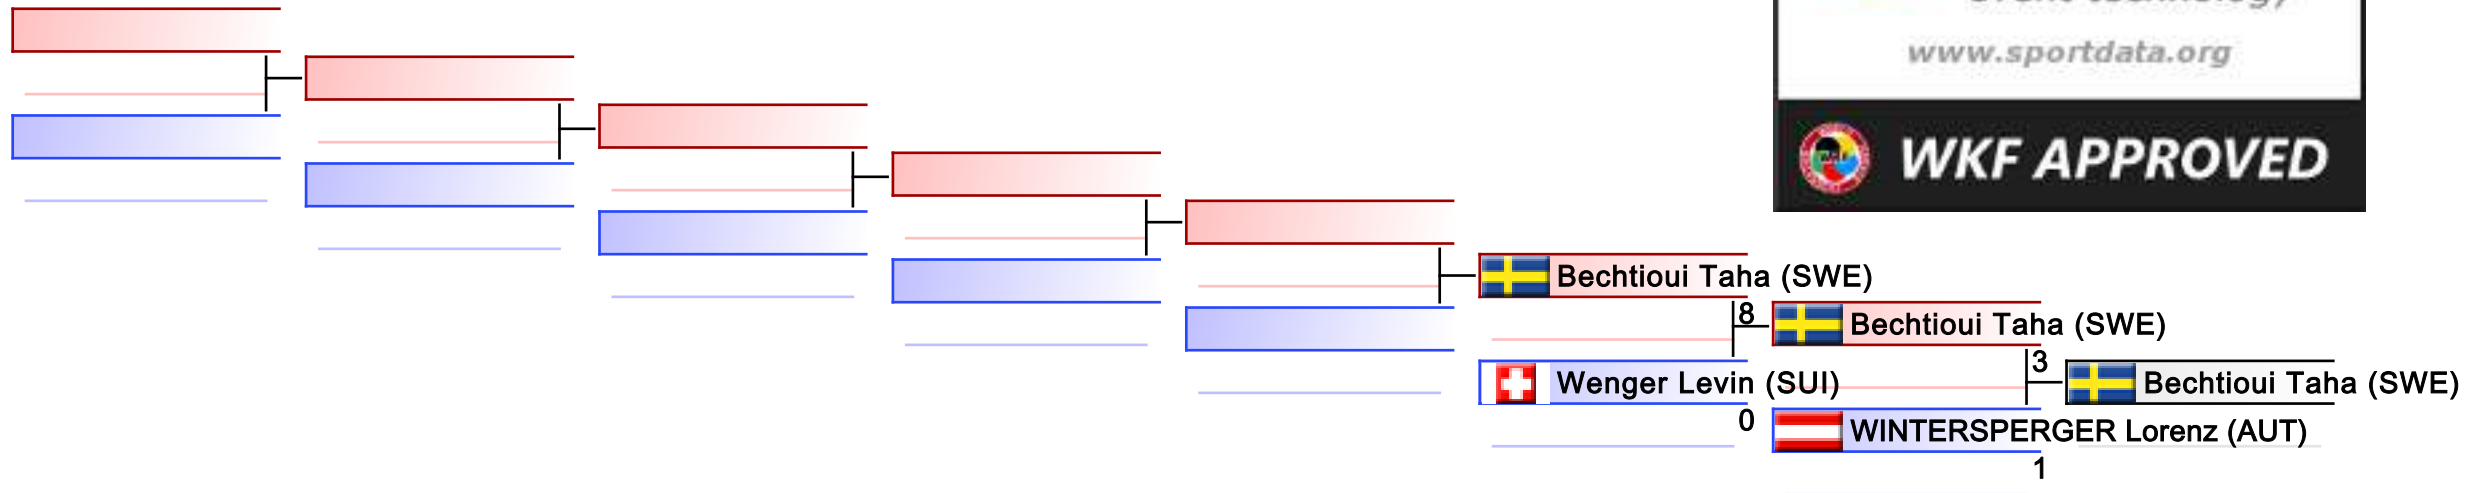 technology
www.sportdata.org
WKF APPROVED
Bechtioui Taha (SWE)
8
Bechtioui Taha (SWE)
Wenger Levin (SUI)
3
Bechtioui Taha (SWE)
0
WINTERSPERGER Lorenz (AUT)
1